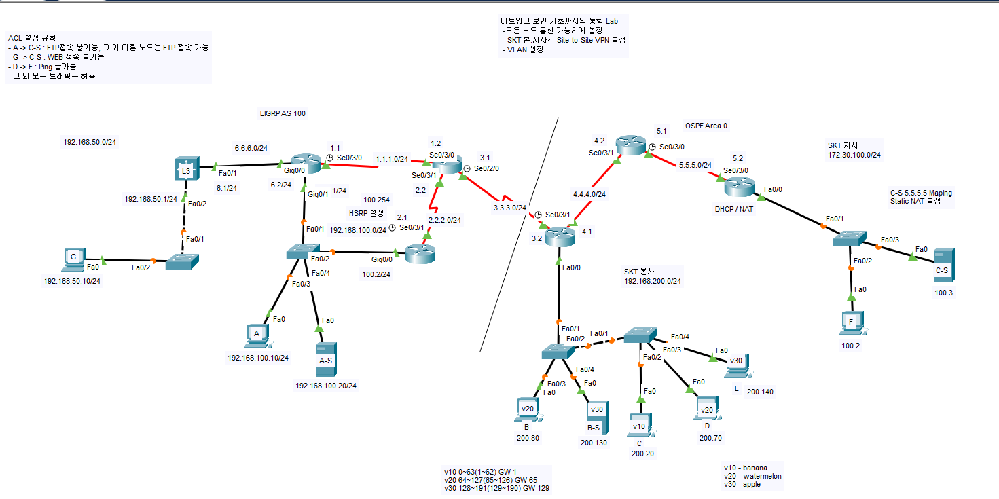 네트워크 보안 기초까지의 통합 Lab
-모든 노드 통신 가능하게 설정
- SKT 본.지사간 Site-to-Site VPN 설정
- VLAN 설정
ACL 설정 규칙
- A -> C-S : FTP접속 불가능, 그 외 다른 노드는 FTP 접속 가능
- G -> C-S : WEB 접속 불가능
- D -> F : Ping 불가능
- 그 외 모든 트래픽은 허용
EIGRP AS 100
OSPF Area 0
192.168.50.0/24
6.6.6.0/24
1.1
Se0/3/0
1.1.1.0/24
1.2
Se0/3/0
3.1
Se0/2/0
4.2
Se0/3/1
5.1
Se0/3/0
SKT 지사
172.30.100.0/24
L3
Fa0/1
6.1/24
Gig0/0
6.2/24
Se0/3/1
2.2
5.5.5.0/24
5.2
Se0/3/0
Fa0/0
DHCP / NAT
C-S 5.5.5.5 Maping
Static NAT 설정
192.168.50.1/24
Fa0/2
Gig0/1
1/24
100.254
HSRP 설정
192.168.100.0/24
2.1
Se0/3/1
2.2.2.0/24
3.3.3.0/24
4.4.4.0/24
Se0/3/1
3.2
4.1
Fa0/1
Fa0/1
Fa0/2
Gig0/0
100.2/24
Fa0/0
Fa0/1
Fa0/3
Fa0/2
Fa0
C-S
100.3
G
Fa0
Fa0/2
192.168.50.10/24
Fa0/4
Fa0/3
Fa0
Fa0
A
192.168.100.10/24
A-S
192.168.100.20/24
SKT 본사
192.168.200.0/24
Fa0
F
100.2
Fa0/1
Fa0/2
Fa0/1
Fa0/4
Fa0/3
Fa0/2
Fa0
v30
E
200.140
Fa0/3
Fa0
Fa0/4
Fa0
v20
B
200.80
v30
B-S
200.130
Fa0
v10
C
200.20
Fa0
v20
D
200.70
v10 0~63(1~62) GW 1
v20 64~127(65~126) GW 65
v30 128~191(129~190) GW 129
v10 - banana
v20 - watermelon
v30 - apple